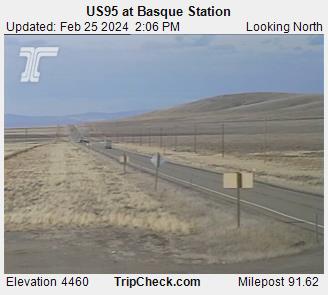 US95 at Basque Station
Updated: Feb 25 2024 2:06 PM Looking North
Elevation 4460 TripCheck.com Milepost 91.62